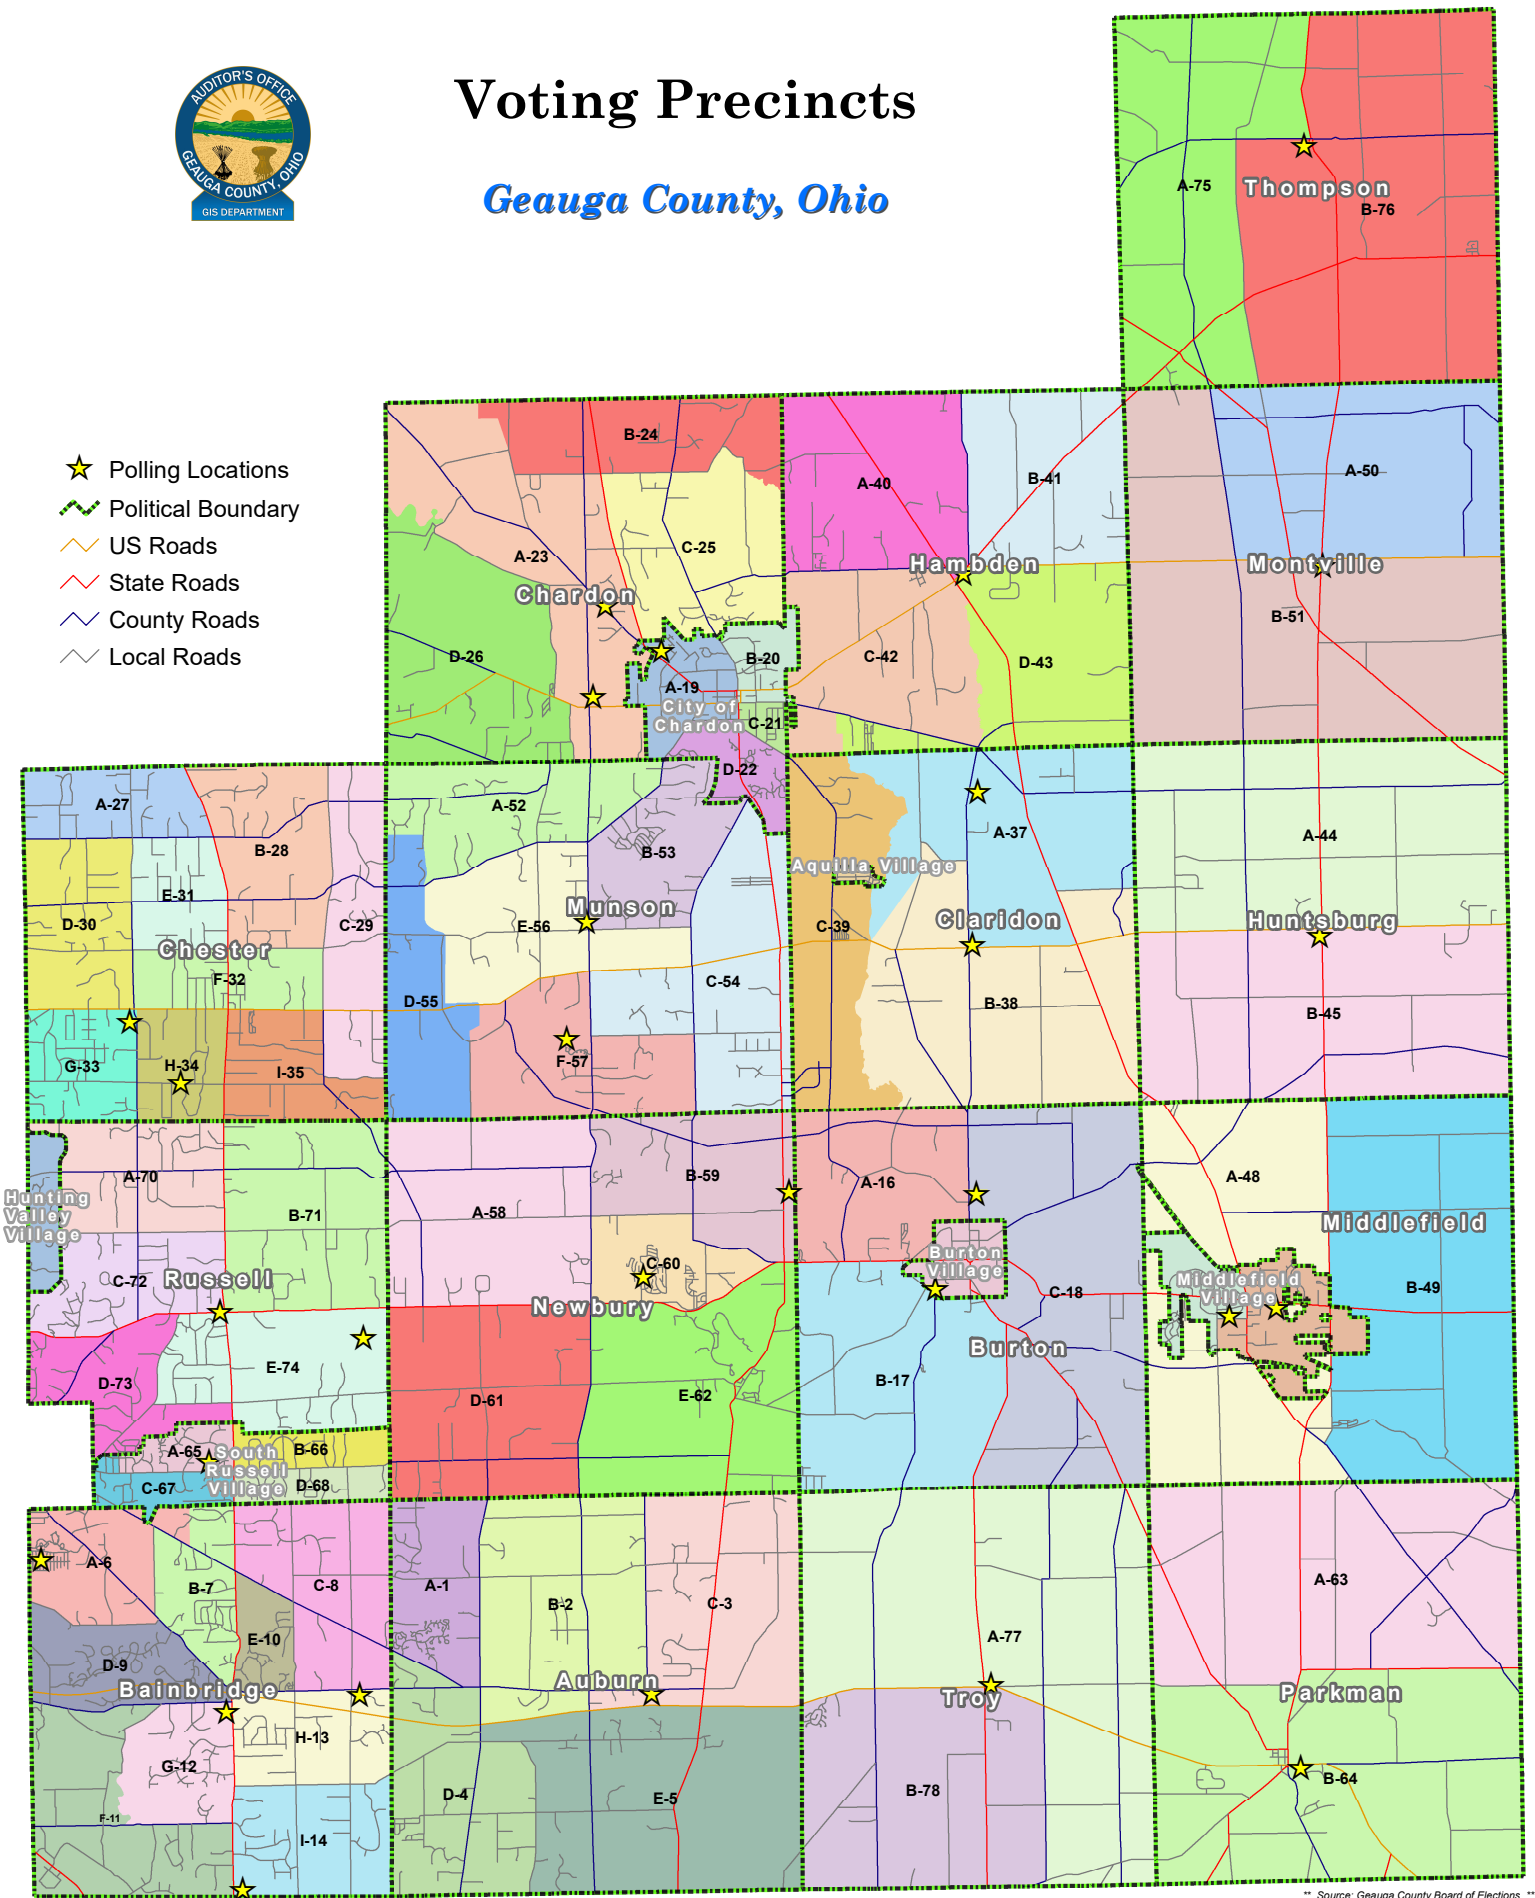 Voting Precincts
Geauga County, Ohio
AUDITOR'S OFFICE
GEAUGA COUNTY, OHIO
GIS DEPARTMENT
Polling Locations
Political Boundary
US Roads
State Roads
County Roads
Local Roads
A-75
Thompson
B-76
B-24
A-40
B-41
A-50
A-23
C-25
Hambden
Montville
Chardon
B-51
D-26
B-20
C-42
D-43
A-19
City of
Chardon
C-21
D-22
A-27
A-52
A-37
A-44
B-28
B-53
Aquilla Village
E-31
D-30
C-29
Munson
E-56
C-39
Claridon
Huntsburg
Chester
F-32
C-54
D-55
B-38
B-45
G-33
H-34
I-35
F-57
A-70
B-59
A-16
A-48
Hunting
Valley
Village
B-71
A-58
Middlefield
C-72
Russell
C-60
Burton
Village
C-18
Middlefield
Village
B-49
Newbury
E-74
Burton
D-73
D-61
E-62
B-17
A-65
South
Russell
Village
B-66
C-67
D-68
A-6
B-7
C-8
A-1
B-2
C-3
A-63
E-10
A-77
D-9
Bainbridge
Auburn
Troy
Parkman
H-13
G-12
B-64
D-4
E-5
B-78
F-11
I-14
** Source: Geauga County Board of Elections **